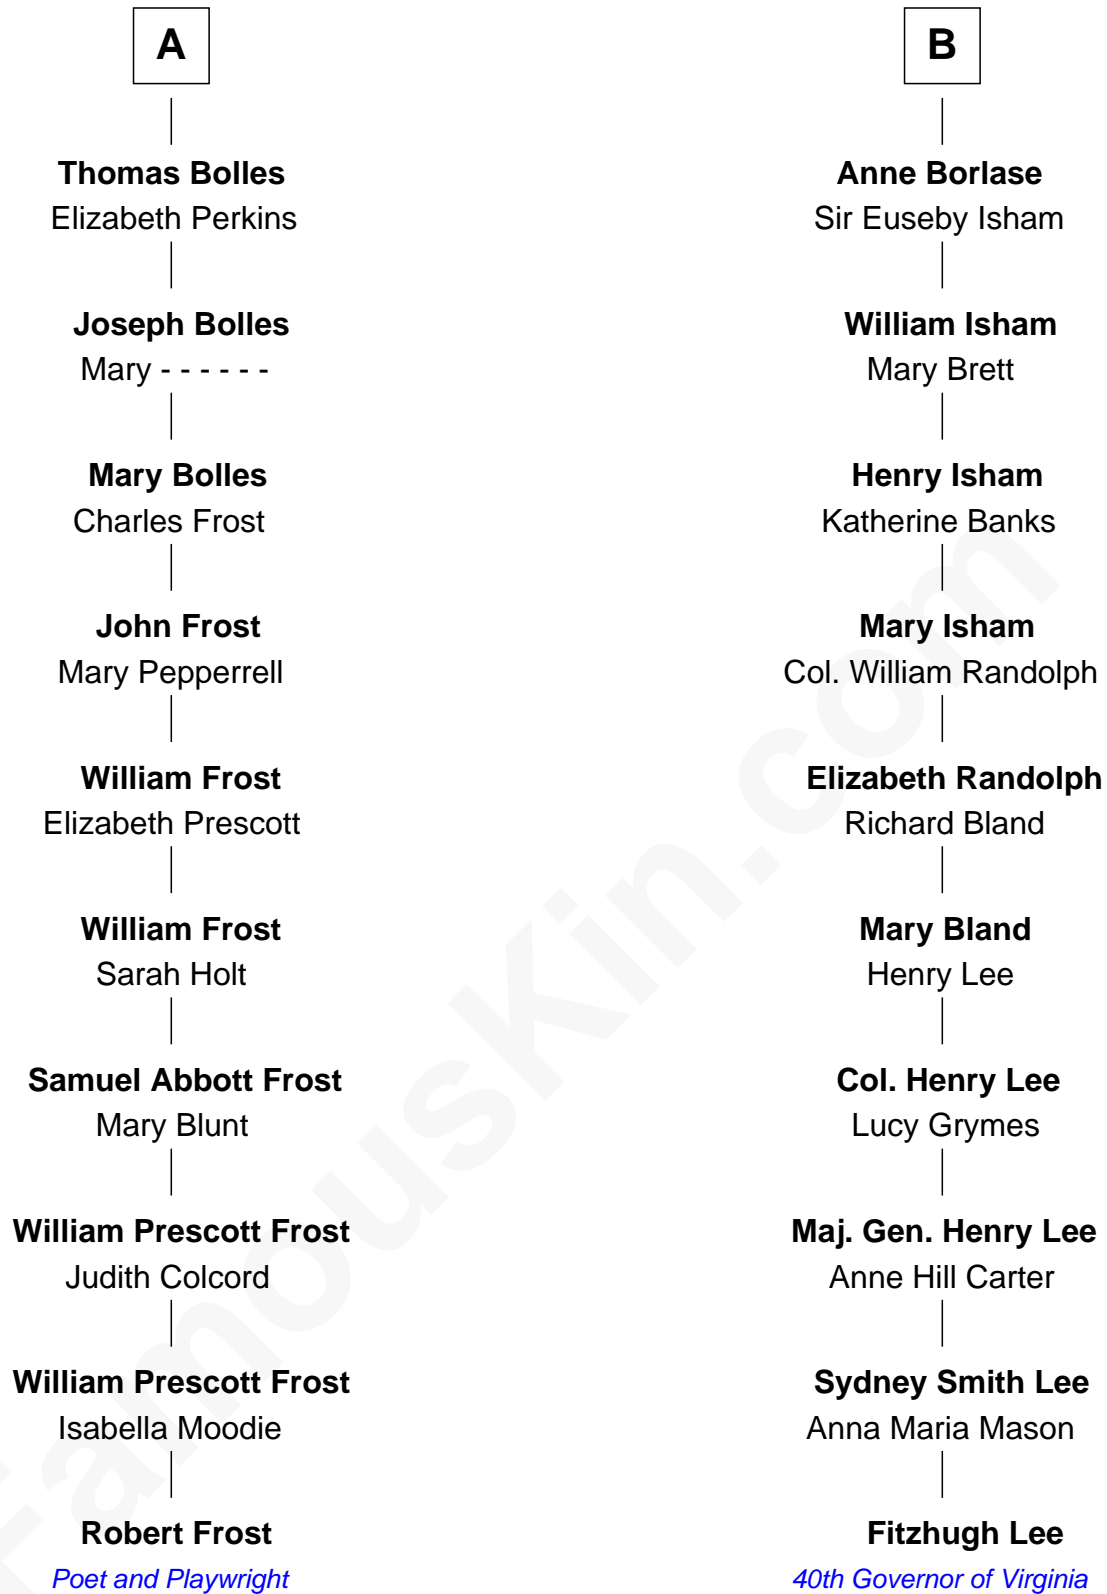 A
Thomas Bolles
Elizabeth Perkins
Joseph Bolles
Mary - - - - - -
Mary Bolles
Charles Frost
John Frost
Mary Pepperrell
William Frost
Elizabeth Prescott
William Frost
Sarah Holt
Samuel Abbott Frost
Mary Blunt
William Prescott Frost
Judith Colcord
William Prescott Frost
Isabella Moodie
Robert Frost
Poet and Playwright
B
Anne Borlase
Sir Euseby Isham
William Isham
Mary Brett
Henry Isham
Katherine Banks
Mary Isham
Col. William Randolph
Elizabeth Randolph
Richard Bland
Mary Bland
Henry Lee
Col. Henry Lee
Lucy Grymes
Maj. Gen. Henry Lee
Anne Hill Carter
Sydney Smith Lee
Anna Maria Mason
Fitzhugh Lee
40th Governor of Virginia
FamousKin.com